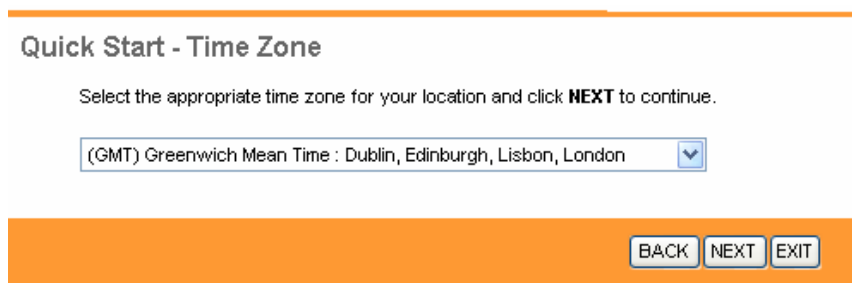 Quick Start - Time Zone
Select the appropriate time zone for your location and click NEXT to continue.
(GMT) Greenwich Mean Time : Dublin, Edinburgh, Lisbon, London
BACK NEXT EXIT